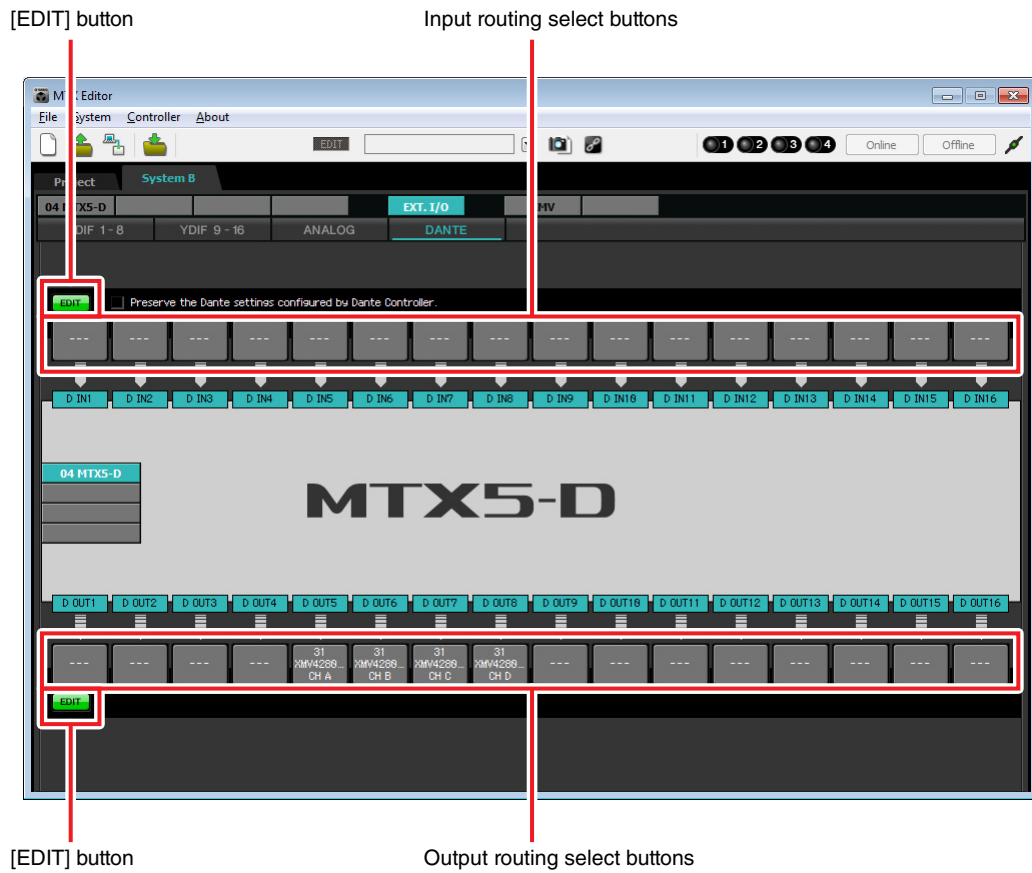 [EDIT] button Input routing select buttons
Editor
File System Controller About
EDIT 1 2 3 4 Online Offline
System B
EXT. I/O
YDIF 9 - 16 ANALOG DANTE
EDIT Preserve the Dante settings configured by Dante Controller.
--- --- --- --- --- --- --- --- --- --- --- --- --- --- --- ---
D IN1 D IN2 D IN3 D IN4 D IN5 D IN6 D IN7 D IN8 D IN9 D IN10 D IN11 D IN12 D IN13 D IN14 D IN15 D IN16
04 MTX5-D
MTX5-D
D OUT1 D OUT2 D OUT3 D OUT4 D OUT5 D OUT6 D OUT7 D OUT8 D OUT9 D OUT10 D OUT11 D OUT12 D OUT13 D OUT14 D OUT15 D OUT16
--- --- --- --- 31 XMV4280... CH A 31 XMV4280... CH B 31 XMV4280... CH C 31 XMV4280... CH D --- --- --- --- --- --- --- ---
EDIT
[EDIT] button Output routing select buttons